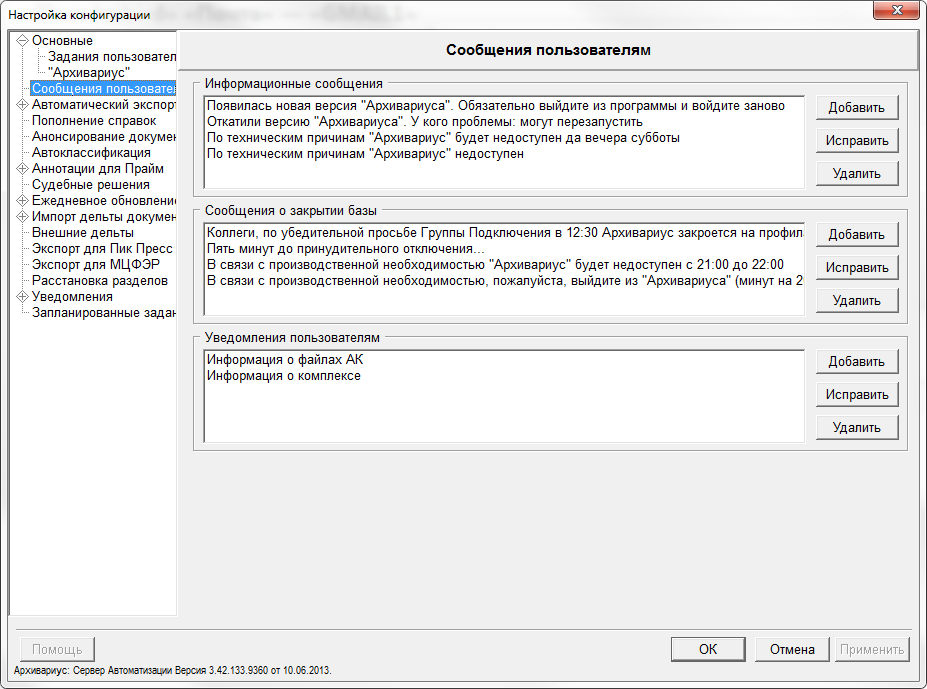 Настройка конфигурации
Основные
Задания пользовател
"Архивариус"
Сообщения пользовате
Автоматический экспорт
Пополнение справок
Анонсирование докумен
Автоклассификация
Аннотации для Прайм
Судебные решения
Ежедневное обновление
Импорт дельты докумен
Внешние дельты
Экспорт для Пик Пресс
Экспорт для МЦФЭР
Расстановка разделов
Уведомления
Запланированные задан
Сообщения пользователям
Информационные сообщения
Появилась новая версия "Архивариуса". Обязательно выйдите из программы и войдите заново
Откатили версию "Архивариуса". У кого проблемы: могут перезапустить
По техническим причинам "Архивариус" будет недоступен да вечера субботы
По техническим причинам "Архивариус" недоступен
Добавить
Исправить
Удалить
Сообщения о закрытии базы
Коллеги, по убедительной просьбе Группы Подключения в 12:30 Архивариус закроется на профил
Пять минут до принудительного отключения...
В связи с производственной необходимостью "Архивариус" будет недоступен с 21:00 до 22:00
В связи с производственной необходимостью, пожалуйста, выйдите из "Архивариуса" (минут на 2
Добавить
Исправить
Удалить
Уведомления пользователям
Информация о файлах АК
Информация о комплексе
Добавить
Исправить
Удалить
Помощь
OK
Отмена
Применить
Архивариус: Сервер Автоматизации Версия 3.42.133.9360 от 10.06.2013.